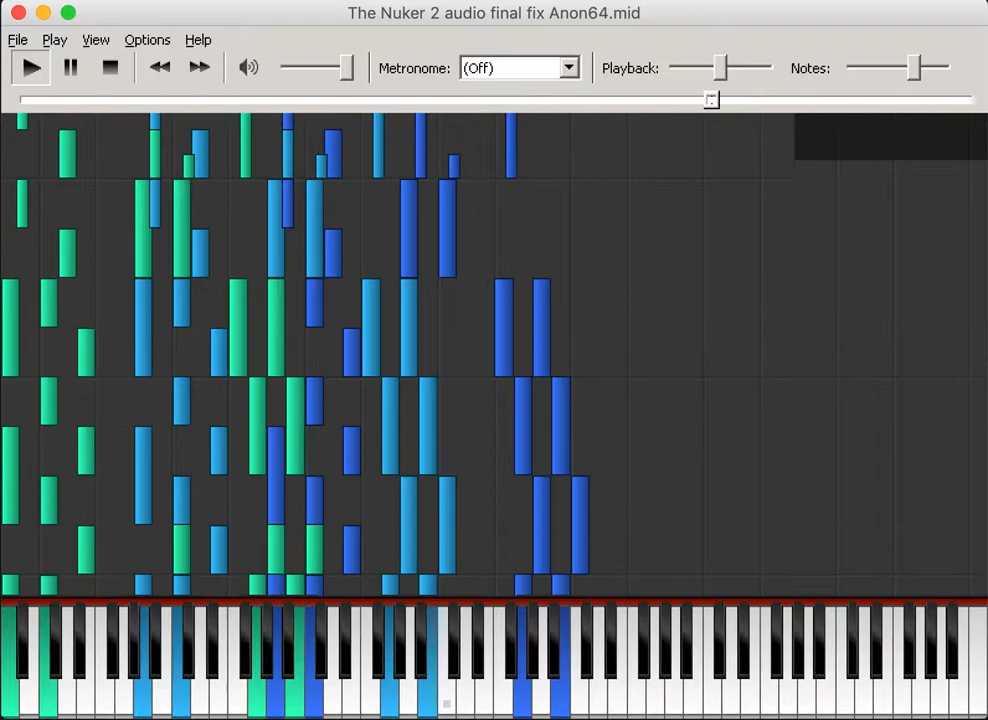 The Nuker 2 audio final fix Anon64.mid
File Play View Options Help
Metronome: (Off) Playback: Notes: